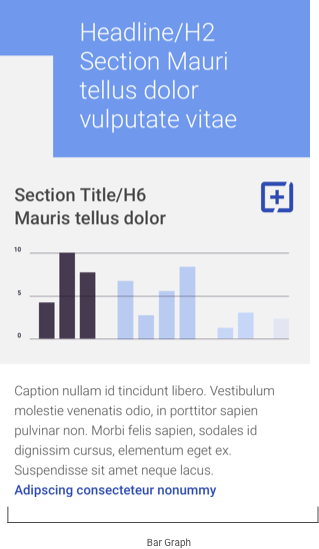 Headline/H2
Section Mauri
tellus dolor
vulputate vitae
Section Title/H6
Mauris tellus dolor
10
5
0
Caption nullam id tincidunt libero. Vestibulum
molestie venenatis odio, in porttitor sapien
pulvinar non. Morbi felis sapien, sodales id
dignissim cursus, elementum eget ex.
Suspendisse sit amet neque lacus.
Adipscing consecteteur nonummy
Bar Graph